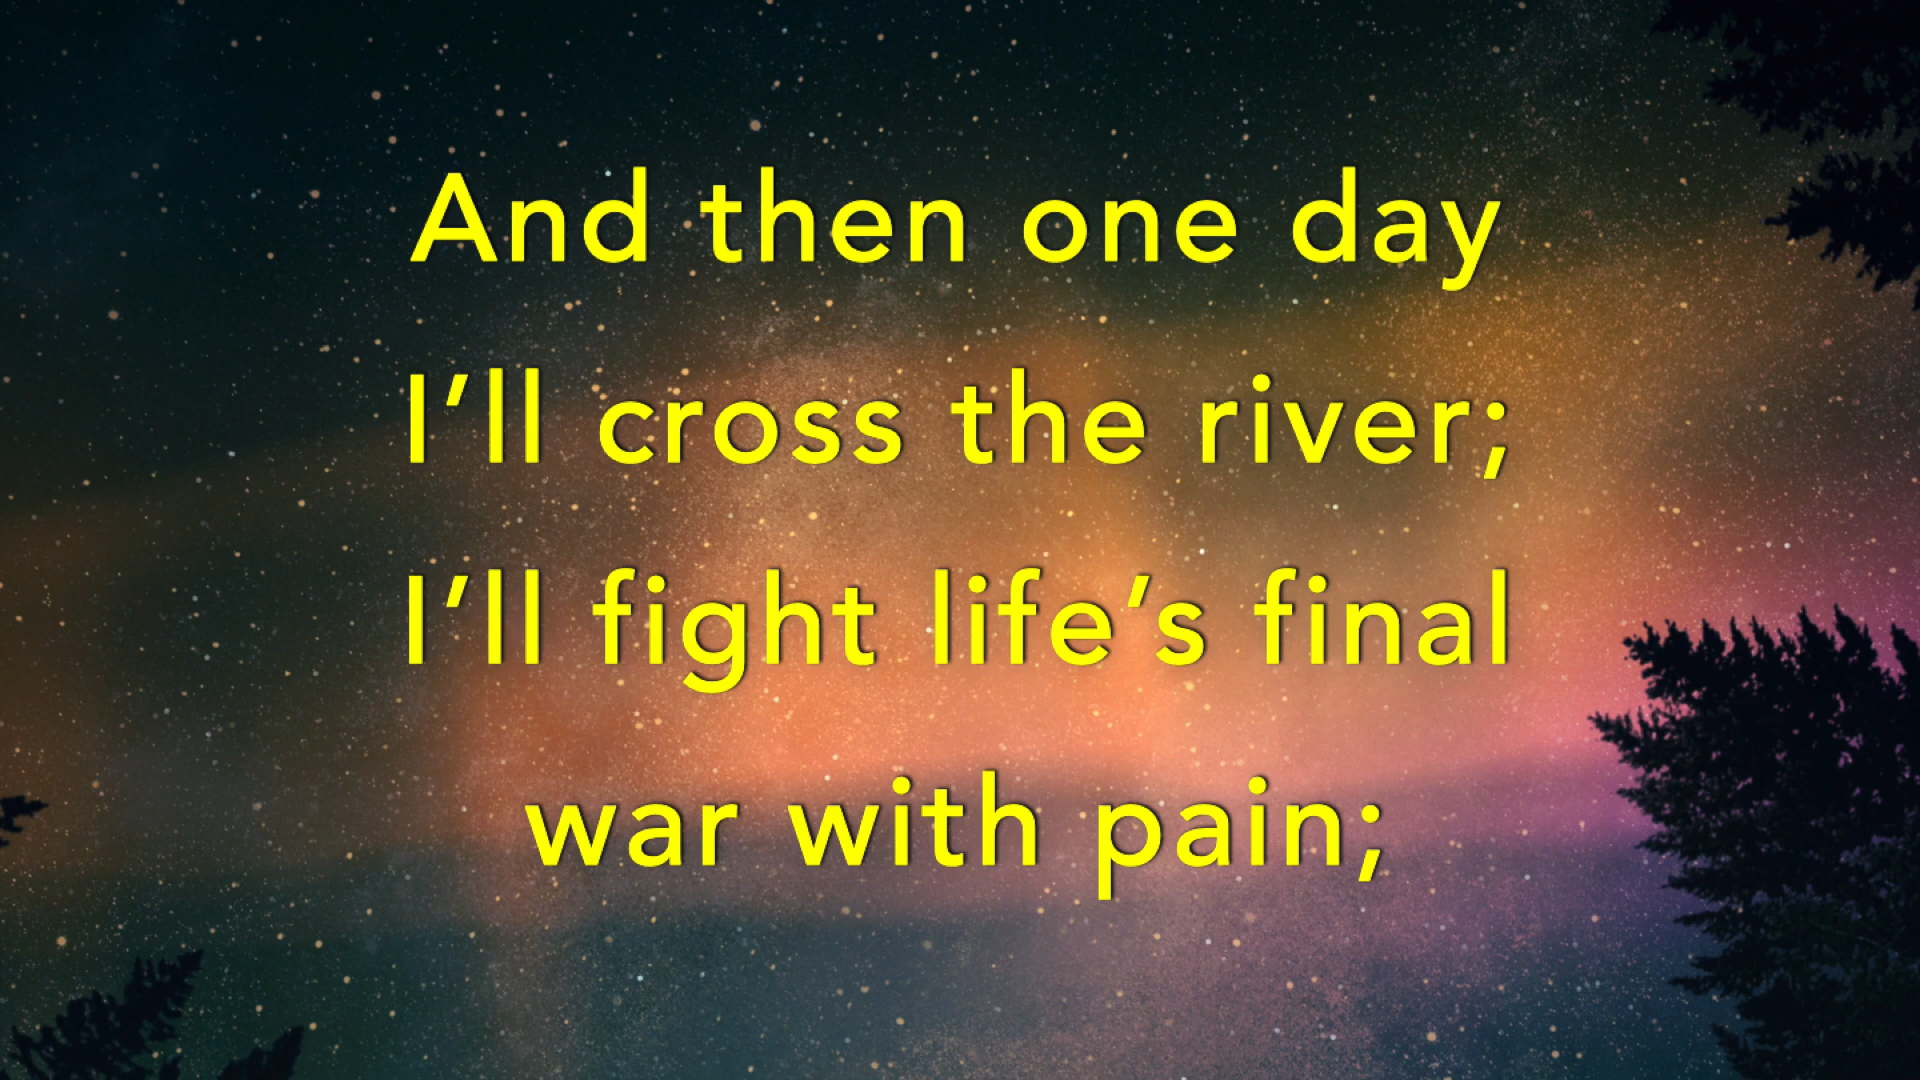 And then one day
I’ll cross the river;
I’ll fight life’s final
war with pain;